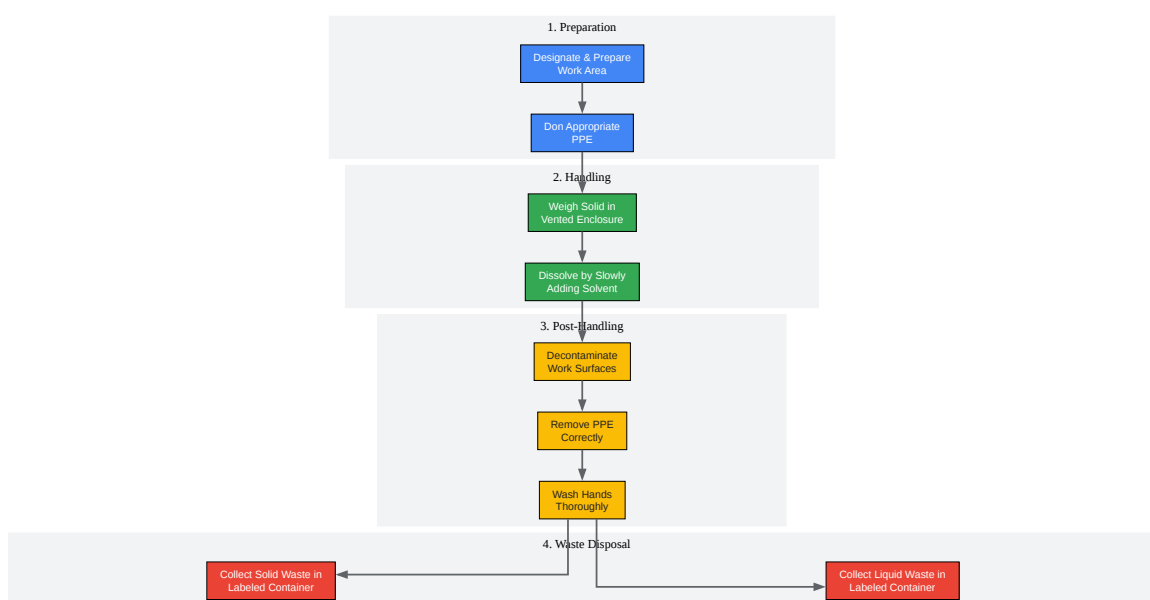 1. Preparation
Designate & Prepare
Work Area
Don Appropriate
PPE
2. Handling
Weigh Solid in
Vented Enclosure
Dissolve by Slowly
Adding Solvent
3. Post-Handling
Decontaminate
Work Surfaces
Remove PPE
Correctly
Wash Hands
Thoroughly
4. Waste Disposal
Collect Solid Waste in
Labeled Container
Collect Liquid Waste in
Labeled Container